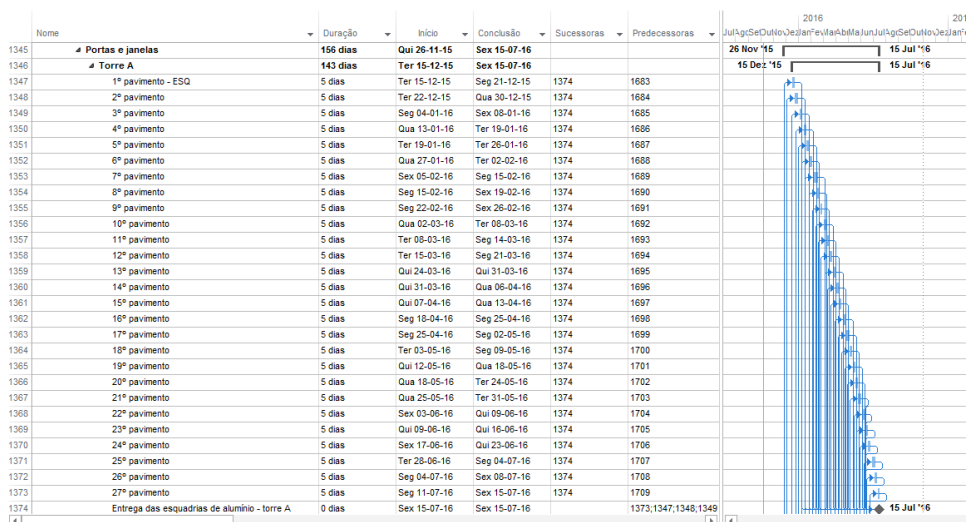 2016 201
Nome Duração Início Conclusão Sucessoras Predecessoras JulAgoSetOutNovDezJanFevMarAbrMaiJunJulAgoSetOutNovDezJanFe
1345 Portas e janelas 156 dias Qui 26-11-15 Sex 15-07-16 26 Nov '15 15 Jul '16
1346 Torre A 143 dias Ter 15-12-15 Sex 15-07-16 15 Dez '15 15 Jul '16
1347 1º pavimento - ESQ 5 dias Ter 15-12-15 Seg 21-12-15 1374 1683
1348 2º pavimento 5 dias Ter 22-12-15 Qua 30-12-15 1374 1684
1349 3º pavimento 5 dias Seg 04-01-16 Sex 08-01-16 1374 1685
1350 4º pavimento 5 dias Qua 13-01-16 Ter 19-01-16 1374 1686
1351 5º pavimento 5 dias Ter 19-01-16 Ter 26-01-16 1374 1687
1352 6º pavimento 5 dias Qua 27-01-16 Ter 02-02-16 1374 1688
1353 7º pavimento 5 dias Sex 05-02-16 Seg 15-02-16 1374 1689
1354 8º pavimento 5 dias Seg 15-02-16 Sex 19-02-16 1374 1690
1355 9º pavimento 5 dias Seg 22-02-16 Sex 26-02-16 1374 1691
1356 10º pavimento 5 dias Qua 02-03-16 Ter 08-03-16 1374 1692
1357 11º pavimento 5 dias Ter 08-03-16 Seg 14-03-16 1374 1693
1358 12º pavimento 5 dias Ter 15-03-16 Seg 21-03-16 1374 1694
1359 13º pavimento 5 dias Qui 24-03-16 Qui 31-03-16 1374 1695
1360 14º pavimento 5 dias Qui 31-03-16 Qua 06-04-16 1374 1696
1361 15º pavimento 5 dias Qui 07-04-16 Qua 13-04-16 1374 1697
1362 16º pavimento 5 dias Seg 18-04-16 Seg 25-04-16 1374 1698
1363 17º pavimento 5 dias Seg 25-04-16 Seg 02-05-16 1374 1699
1364 18º pavimento 5 dias Ter 03-05-16 Seg 09-05-16 1374 1700
1365 19º pavimento 5 dias Qui 12-05-16 Qua 18-05-16 1374 1701
1366 20º pavimento 5 dias Qua 18-05-16 Ter 24-05-16 1374 1702
1367 21º pavimento 5 dias Qua 25-05-16 Ter 31-05-16 1374 1703
1368 22º pavimento 5 dias Sex 03-06-16 Qui 09-06-16 1374 1704
1369 23º pavimento 5 dias Qui 09-06-16 Qui 16-06-16 1374 1705
1370 24º pavimento 5 dias Sex 17-06-16 Qui 23-06-16 1374 1706
1371 25º pavimento 5 dias Ter 28-06-16 Seg 04-07-16 1374 1707
1372 26º pavimento 5 dias Seg 04-07-16 Sex 08-07-16 1374 1708
1373 27º pavimento 5 dias Seg 11-07-16 Sex 15-07-16 1374 1709
1374 Entrega das esquadrias de alumínio - torre A 0 dias Sex 15-07-16 Sex 15-07-16 1373;1347;1348;1349 15 Jul '16